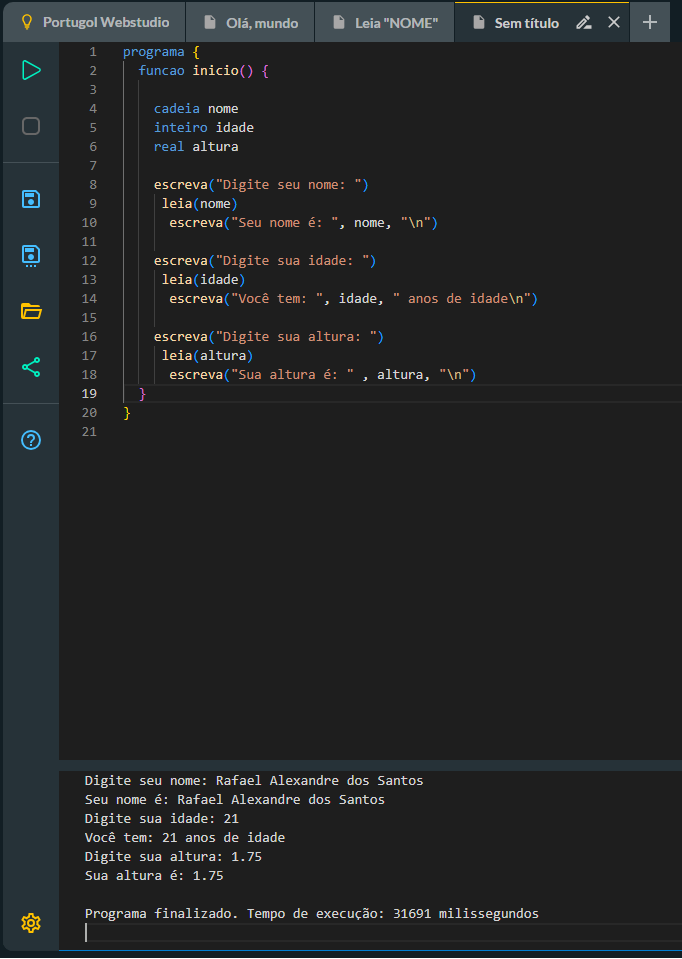 Portugol Webstudio
Olá, mundo
Leia "NOME"
Sem título
1 programa {
2 funcao inicio() {
3
4 cadeia nome
5 inteiro idade
6 real altura
7
8 escreva("Digite seu nome: ")
9 leia(nome)
10 escreva("Seu nome é: ", nome, "\n")
11
12 escreva("Digite sua idade: ")
13 leia(idade)
14 escreva("Você tem: ", idade, " anos de idade\n")
15
16 escreva("Digite sua altura: ")
17 leia(altura)
18 escreva("Sua altura é: " , altura, "\n")
19 }
20 }
21
Digite seu nome: Rafael Alexandre dos Santos
Seu nome é: Rafael Alexandre dos Santos
Digite sua idade: 21
Você tem: 21 anos de idade
Digite sua altura: 1.75
Sua altura é: 1.75
Programa finalizado. Tempo de execução: 31691 milissegundos